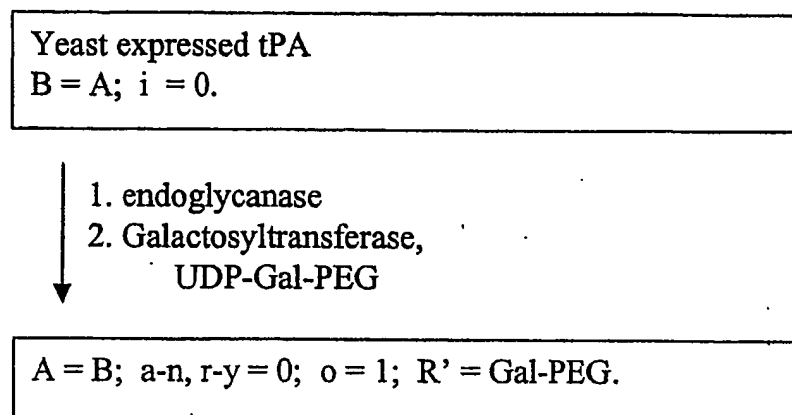 Yeast expressed tPA
B = A; i = 0.
1. endoglycanase
2. Galactosyltransferase,
UDP-Gal-PEG
A = B; a-n, r-y = 0; o = 1; R' = Gal-PEG.